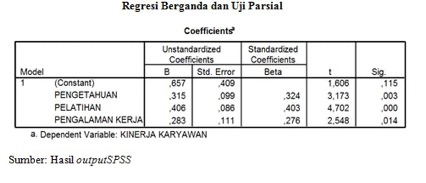 Regresi Berganda dan Uji Parsial
Coefficientsª
Model Unstandardized Coefficients Standardized Coefficients t Sig.
B Std. Error Beta
1 (Constant) ,657 ,409 1,606 ,115
PENGETAHUAN ,315 ,099 ,324 3,173 ,003
PELATIHAN ,406 ,086 ,403 4,702 ,000
PENGALAMAN KERJA ,283 ,111 ,276 2,548 ,014
a. Dependent Variable: KINERJA KARYAWAN
Sumber: Hasil outputSPSS